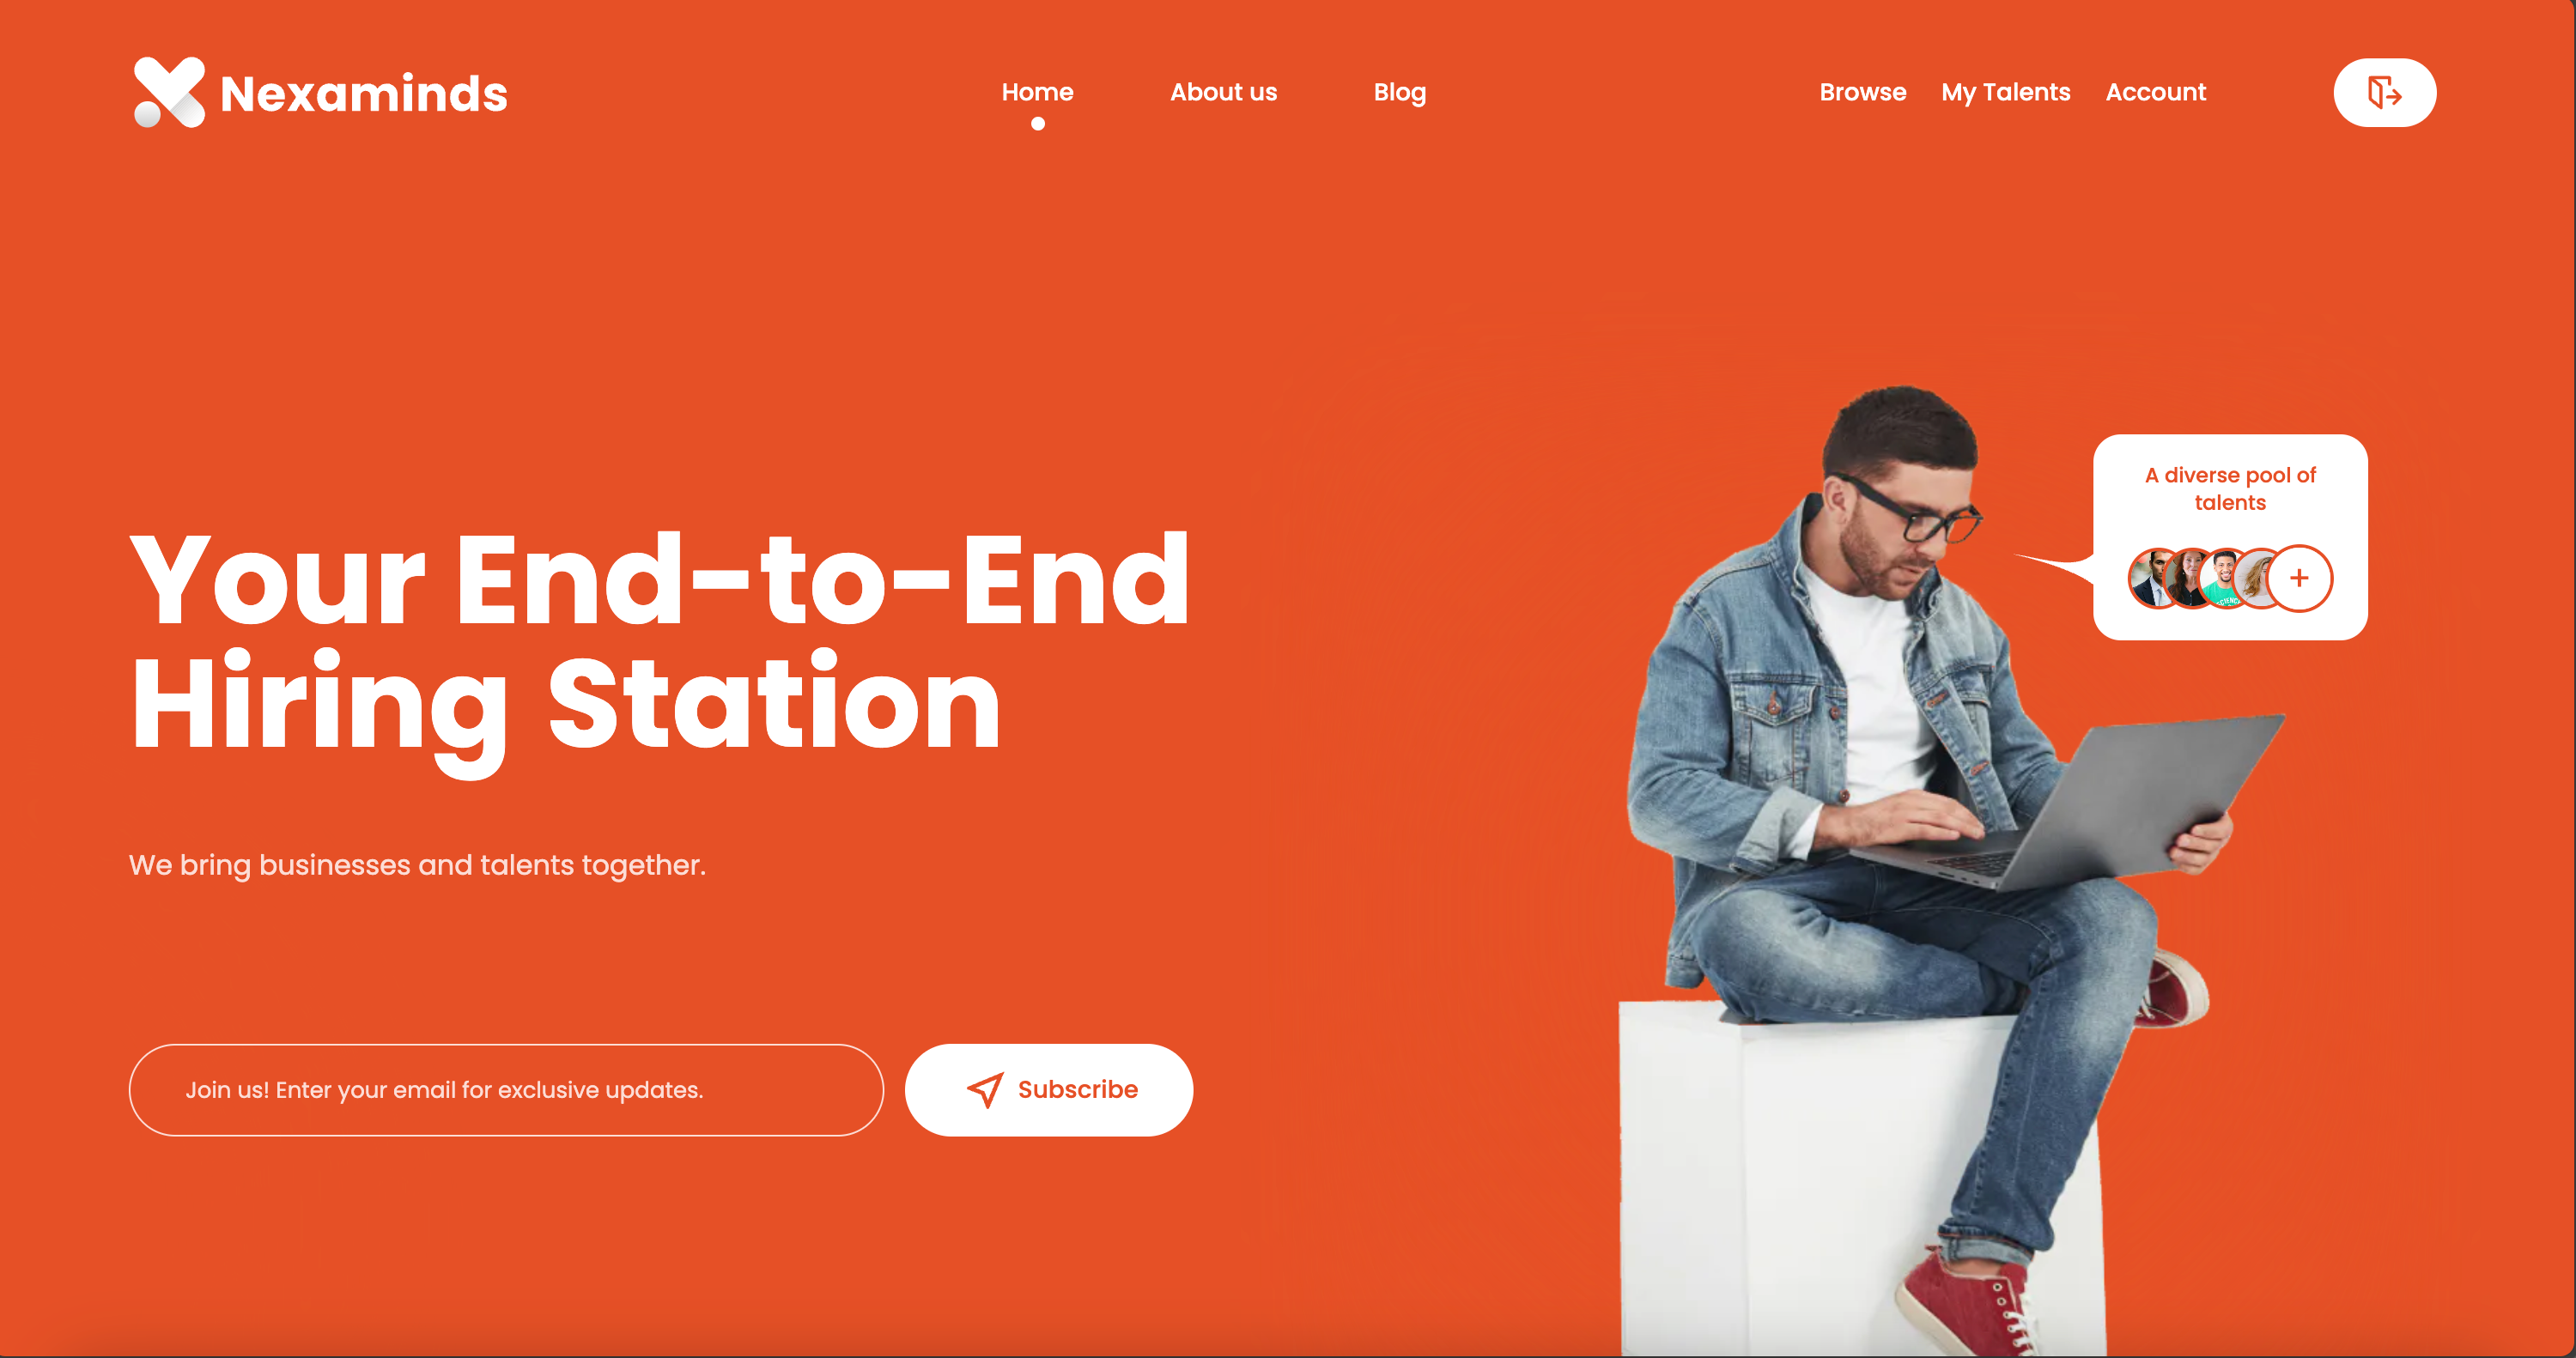 Nexaminds
Home About us Blog
Browse My Talents Account
A diverse pool of
talents
Your End-to-End
Hiring Station
We bring businesses and talents together.
Join us! Enter your email for exclusive updates.
Subscribe